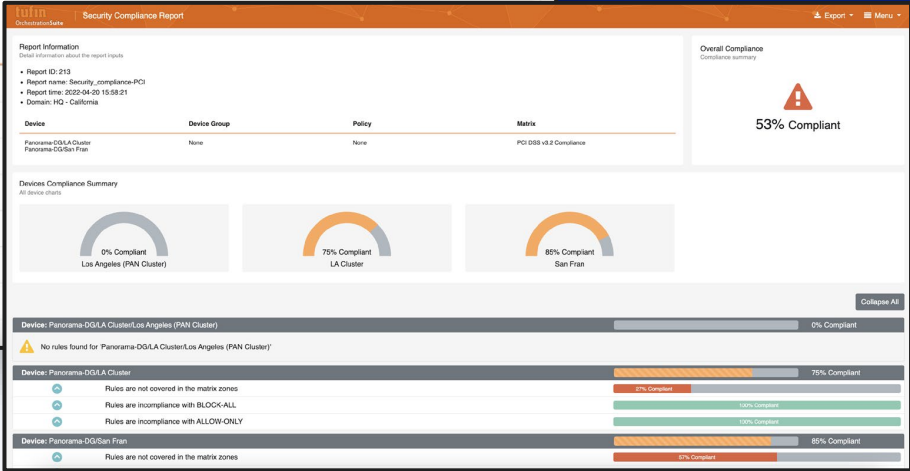 tufin
OrchestrationSuite
Security Compliance Report
Export
Menu
Report Information
Detail information about the report inputs
• Report ID: 213
• Report name: Security_compliance-PCI
• Report time: 2022-04-20 15:58:21
• Domain: HQ - California
Device Device Group Policy Matrix
Panorama-DG/LA Cluster None None PCI DSS v3.2 Compliance
Panorama-DG/San Fran
Overall Compliance
Compliance summary
53% Compliant
Devices Compliance Summary
All device charts
0% Compliant
Los Angeles (PAN Cluster)
75% Compliant
LA Cluster
85% Compliant
San Fran
Collapse All
Device: Panorama-DG/LA Cluster/Los Angeles (PAN Cluster) 0% Compliant
No rules found for 'Panorama-DG/LA Cluster/Los Angeles (PAN Cluster)'
Device: Panorama-DG/LA Cluster 75% Compliant
Rules are not covered in the matrix zones 27% Compliant
Rules are incompliance with BLOCK-ALL 100% Compliant
Rules are incompliance with ALLOW-ONLY 100% Compliant
Device: Panorama-DG/San Fran 85% Compliant
Rules are not covered in the matrix zones 57% Compliant